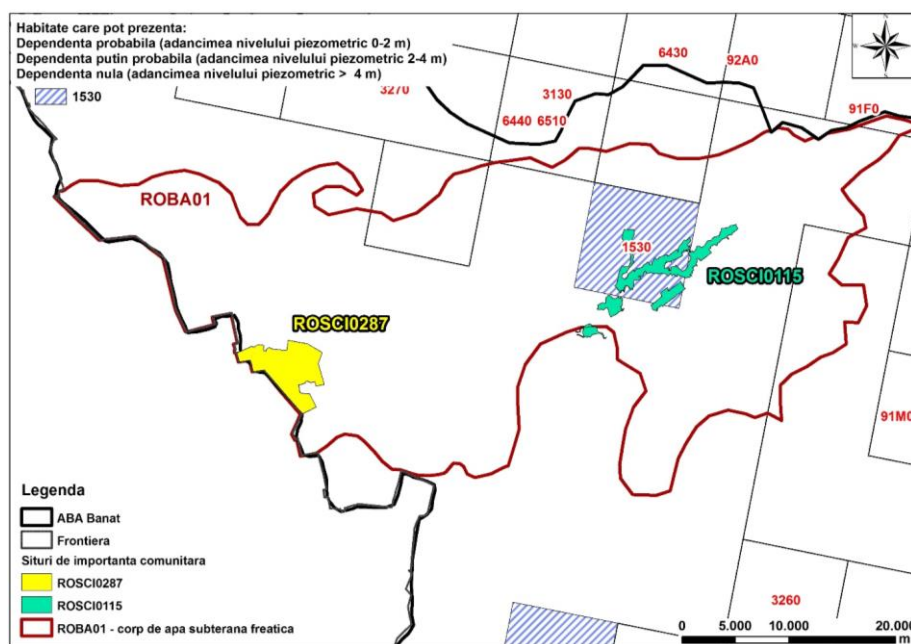 Habitate care pot prezenta:
Dependenta probabila (adancimea nivelului piezometric 0-2 m)
Dependenta putin probabila (adancimea nivelului piezometric 2-4 m)
Dependenta nula (adancimea nivelului piezometric > 4 m)
1530
3270
6430
92A0
3130
6440 6510
91F0
N
ROBA01
1530
ROSCI0115
ROSCI0287
91M0
Legenda
ABA Banat
Frontiera
Situri de importanta comunitara
ROSCI0287
ROSCI0115
ROBA01 - corp de apa subterana freatica
3260
0 5.000 10.000 20.000
m